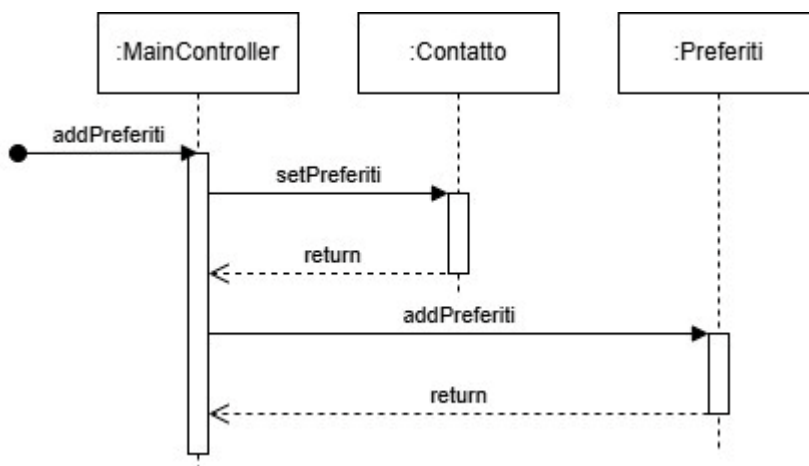 :MainController
:Contatto
:Preferiti
addPreferiti
setPreferiti
return
addPreferiti
return